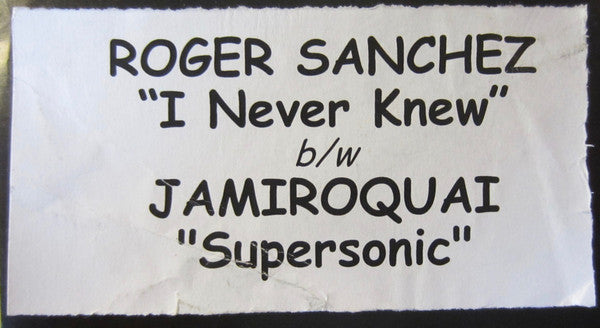 ROGER SANCHEZ
"I Never Knew"
b/w
JAMIROQUAI
"Supersonic"